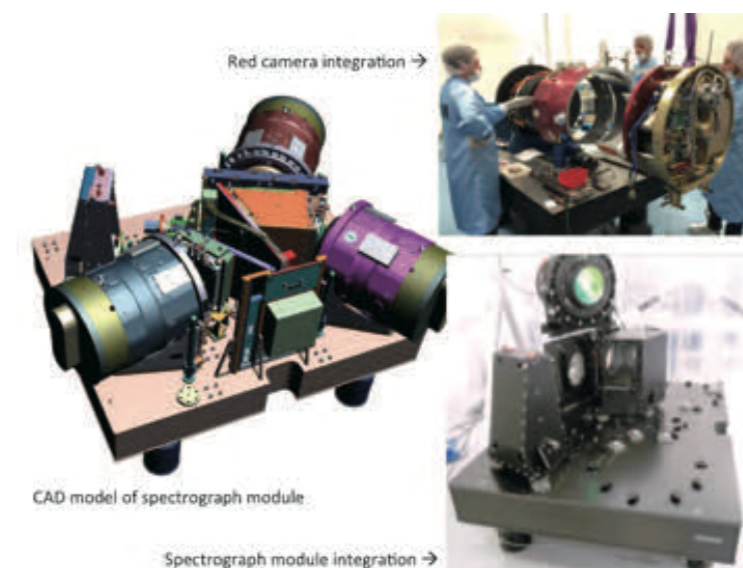 Red camera integration →
CAD model of spectrograph module
Spectrograph module integration →